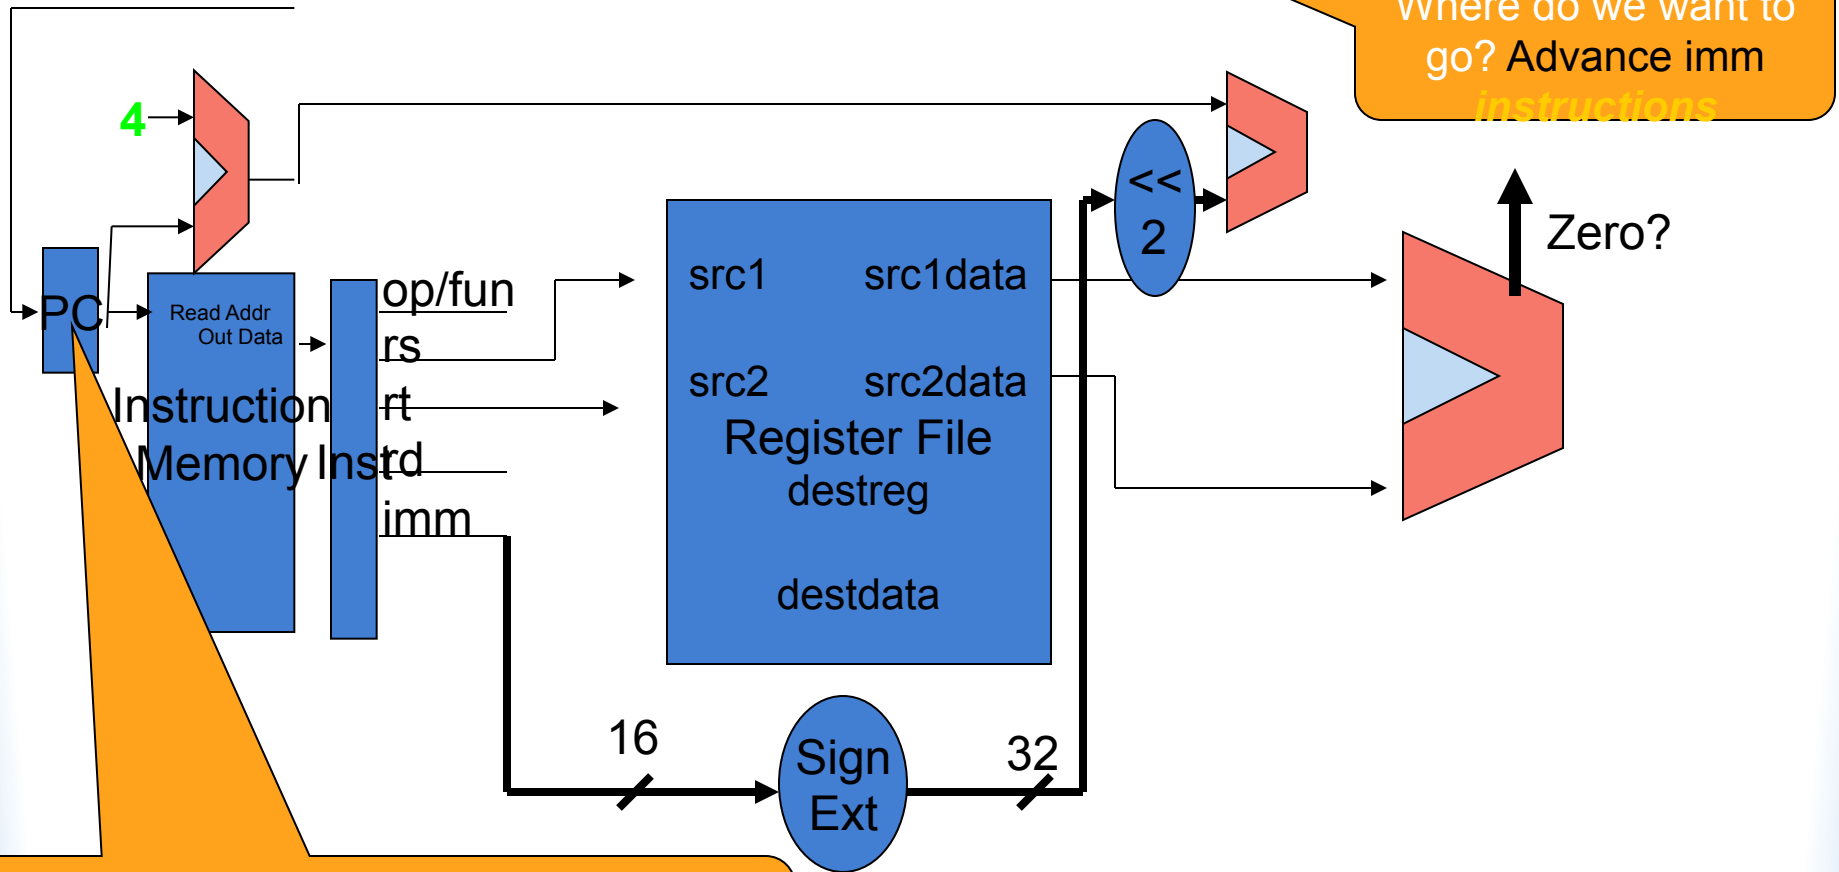 Where do we want to
go? Advance imm
instructions
4
<<
2
Zero?
PC
Read Addr
Out Data
Instruction
Memory
Inst
op/fun
rs
rt
rd
imm
src1 src1data
src2 src2data
Register File
destreg
destdata
16
Sign
Ext
32